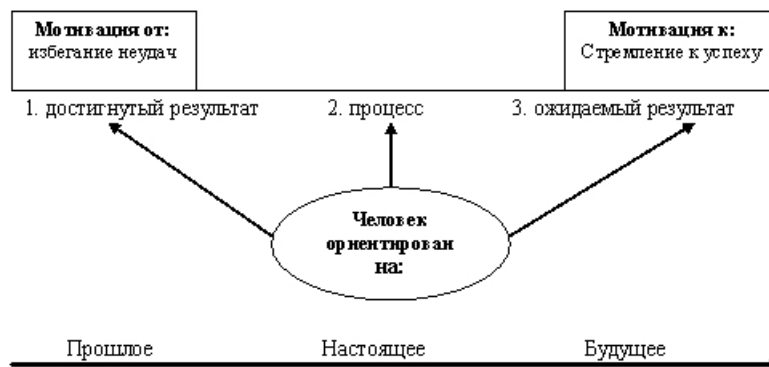 Мотивация от:
избегание неудач
Мотивация к:
Стремление к успеху
1. достигнутый результат
2. процесс
3. ожидаемый результат
Человек
ориентирован
на:
Прошлое
Настоящее
Будущее